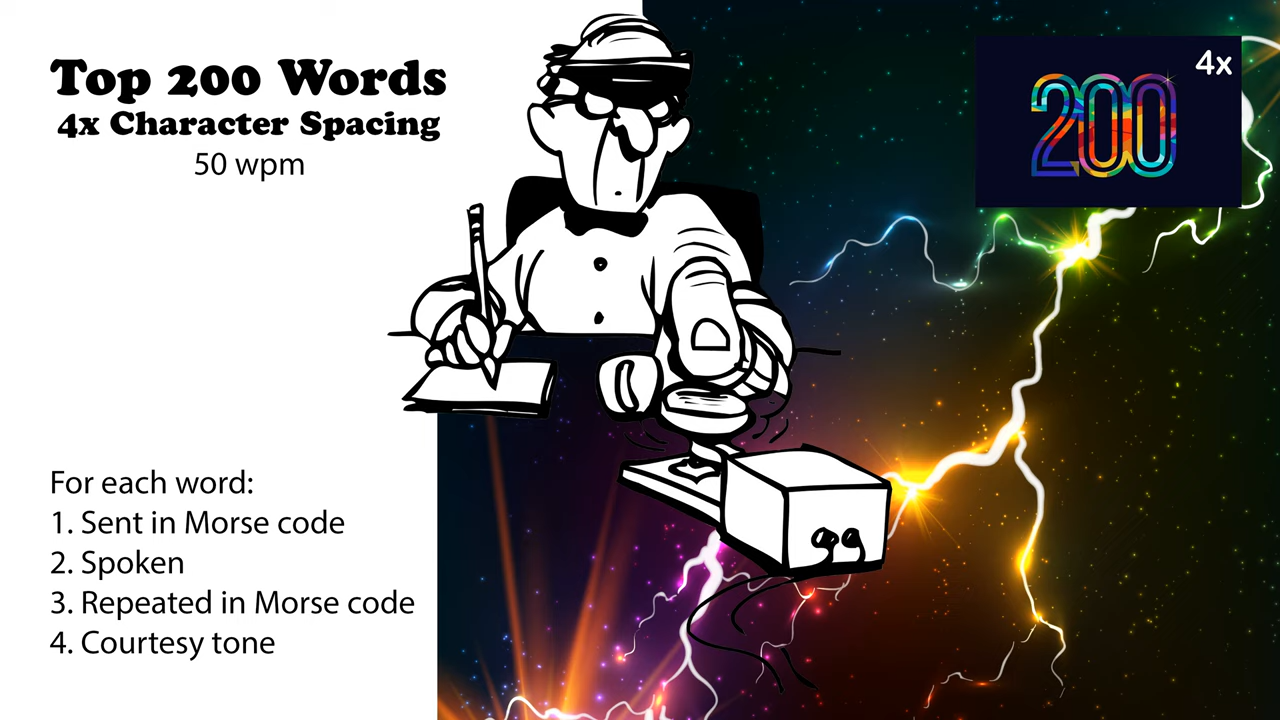 Top 200 Words
4x Character Spacing
50 wpm
4x
200
For each word:
1. Sent in Morse code
2. Spoken
3. Repeated in Morse code
4. Courtesy tone